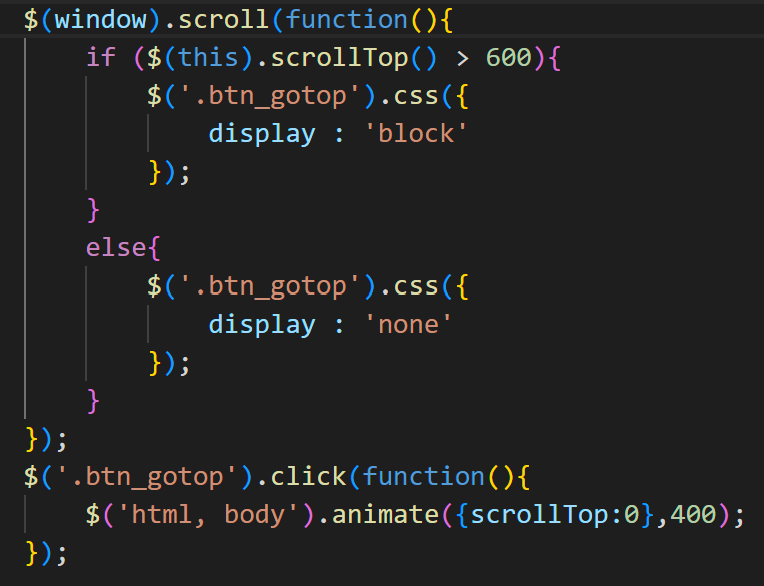 $(window).scroll(function(){
    if ($(this).scrollTop() > 600){
        $('.btn_gotop').css({
            display : 'block'
        });
    }
    else{
        $('.btn_gotop').css({
            display : 'none'
        });
    }
});
$('.btn_gotop').click(function(){
    $('html, body').animate({scrollTop:0},400);
});